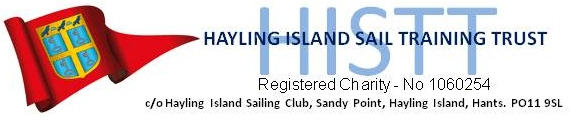 HISTT
HAYLING ISLAND SAIL TRAINING TRUST
Registered Charity - No 1060254
c/o Hayling Island Sailing Club, Sandy Point, Hayling Island, Hants. PO11 9SL